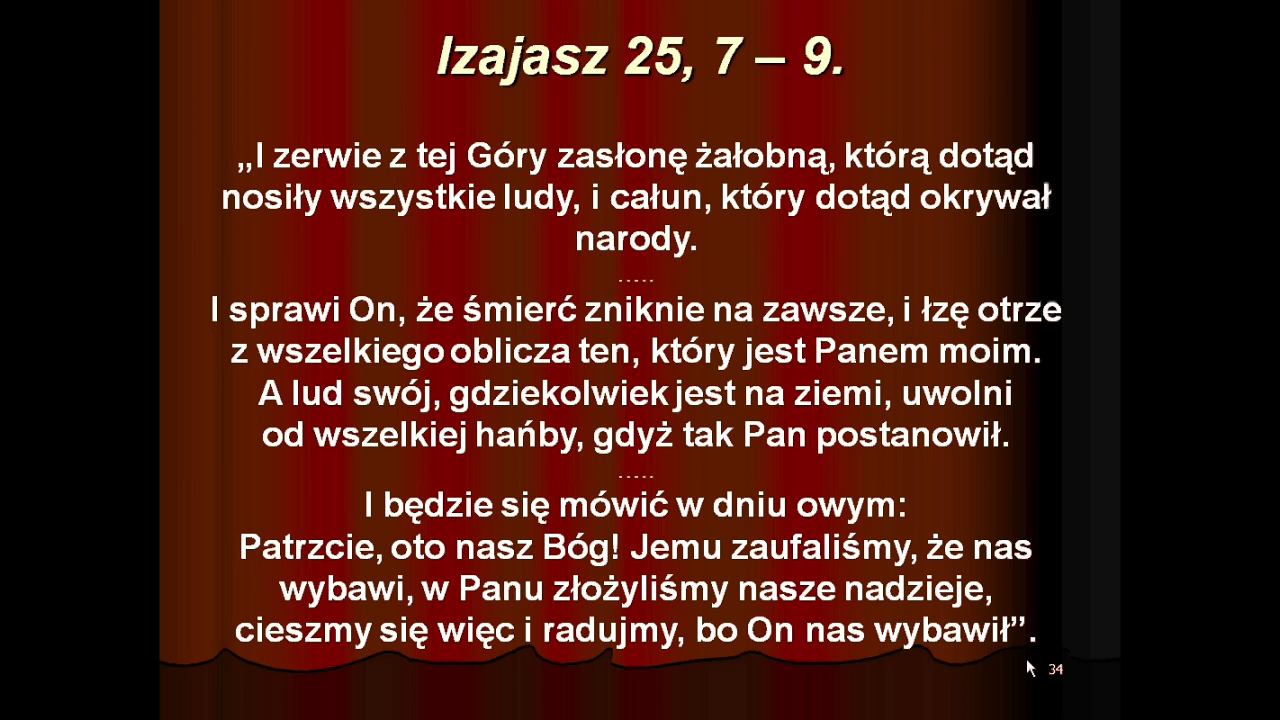 Izajasz 25, 7 – 9.
„I zerwie z tej Góry zasłonę żałobną, którą dotąd
nosiły wszystkie ludy, i całun, który dotąd okrywał
narody.
.....
I sprawi On, że śmierć zniknie na zawsze, i łzę otrze
z wszelkiego oblicza ten, który jest Panem moim.
A lud swój, gdziekolwiek jest na ziemi, uwolni
od wszelkiej hańby, gdyż tak Pan postanowił.
.....
I będzie się mówić w dniu owym:
Patrzcie, oto nasz Bóg! Jemu zaufaliśmy, że nas
wybawi, w Panu złożyliśmy nasze nadzieje,
cieszmy się więc i radujmy, bo On nas wybawił”.
34